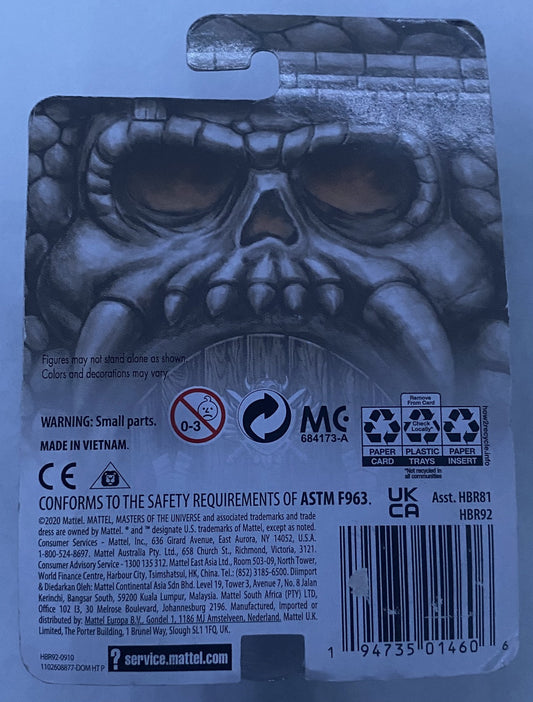 Figures may not stand alone as shown.
Colors and decorations may vary.
WARNING: Small parts.
MADE IN VIETNAM.
0-3
MC
684173-A
Remove
From Card
Check
Locally*
PAPER
CARD
PLASTIC
TRAYS
PAPER
INSERT
*Not recycled in
all communities
how2recycle.info
CE
CONFORMS TO THE SAFETY REQUIREMENTS OF ASTM F963.
UK
CA
Asst. HBR81
HBR92
©2020 Mattel. MATTEL, MASTERS OF THE UNIVERSE and associated trademarks and trade
dress are owned by Mattel. ® and ™ designate U.S. trademarks of Mattel, except as noted.
Consumer Services - Mattel, Inc., 636 Girard Avenue, East Aurora, NY 14052, U.S.A.
1-800-524-8697. Mattel Australia Pty. Ltd., 658 Church St., Richmond, Victoria, 3121.
Consumer Advisory Service - 1300 135 312. Mattel East Asia Ltd., Room 503-09, North Tower,
World Finance Centre, Harbour City, Tsimshatsui, HK, China. Tel.: (852) 3185-6500. Diimport
& Diedarkan Oleh: Mattel Continental Asia Sdn Bhd. Level 19, Tower 3, Avenue 7, No. 8 Jalan
Kerinchi, Bangsar South, 59200 Kuala Lumpur, Malaysia. Mattel South Africa (PTY) LTD,
Office 102 I3, 30 Melrose Boulevard, Johannesburg 2196. Manufactured, Imported or
distributed by: Mattel Europa B.V., Gondel 1, 1186 MJ Amstelveen, Nederland. Mattel U.K.
Limited, The Porter Building, 1 Brunel Way, Slough SL1 1FQ, UK.
HBR92-0910
1102608877-DOM HT P
? service.mattel.com
1 94735 01460 6